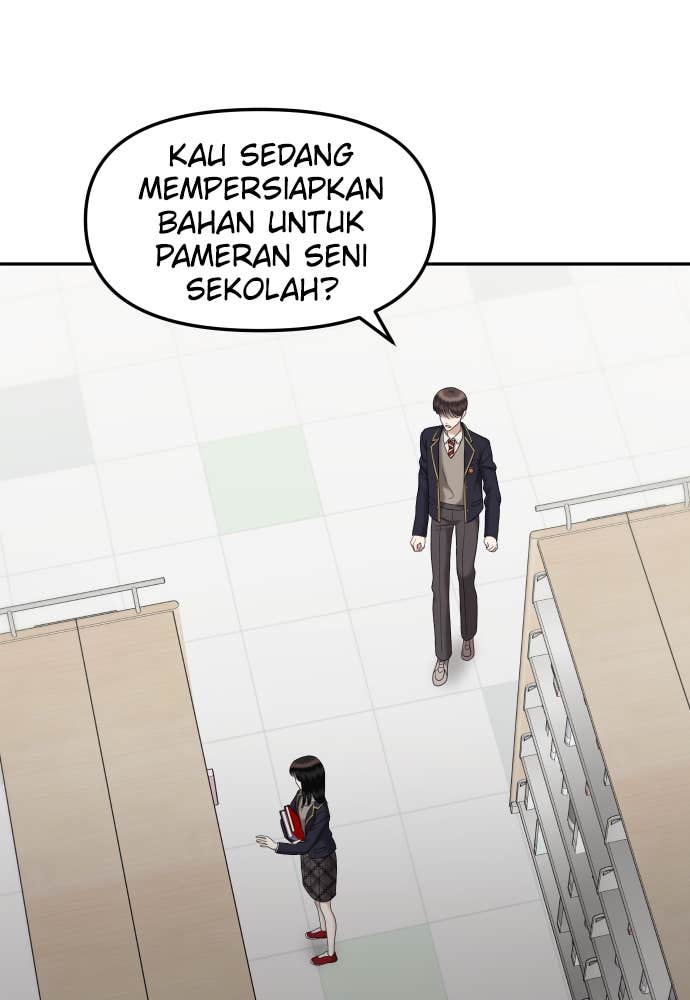 KAU SEDANG
MEMPERSIAPKAN
BAHAN UNTUK
PAMERAN SENI
SEKOLAH?